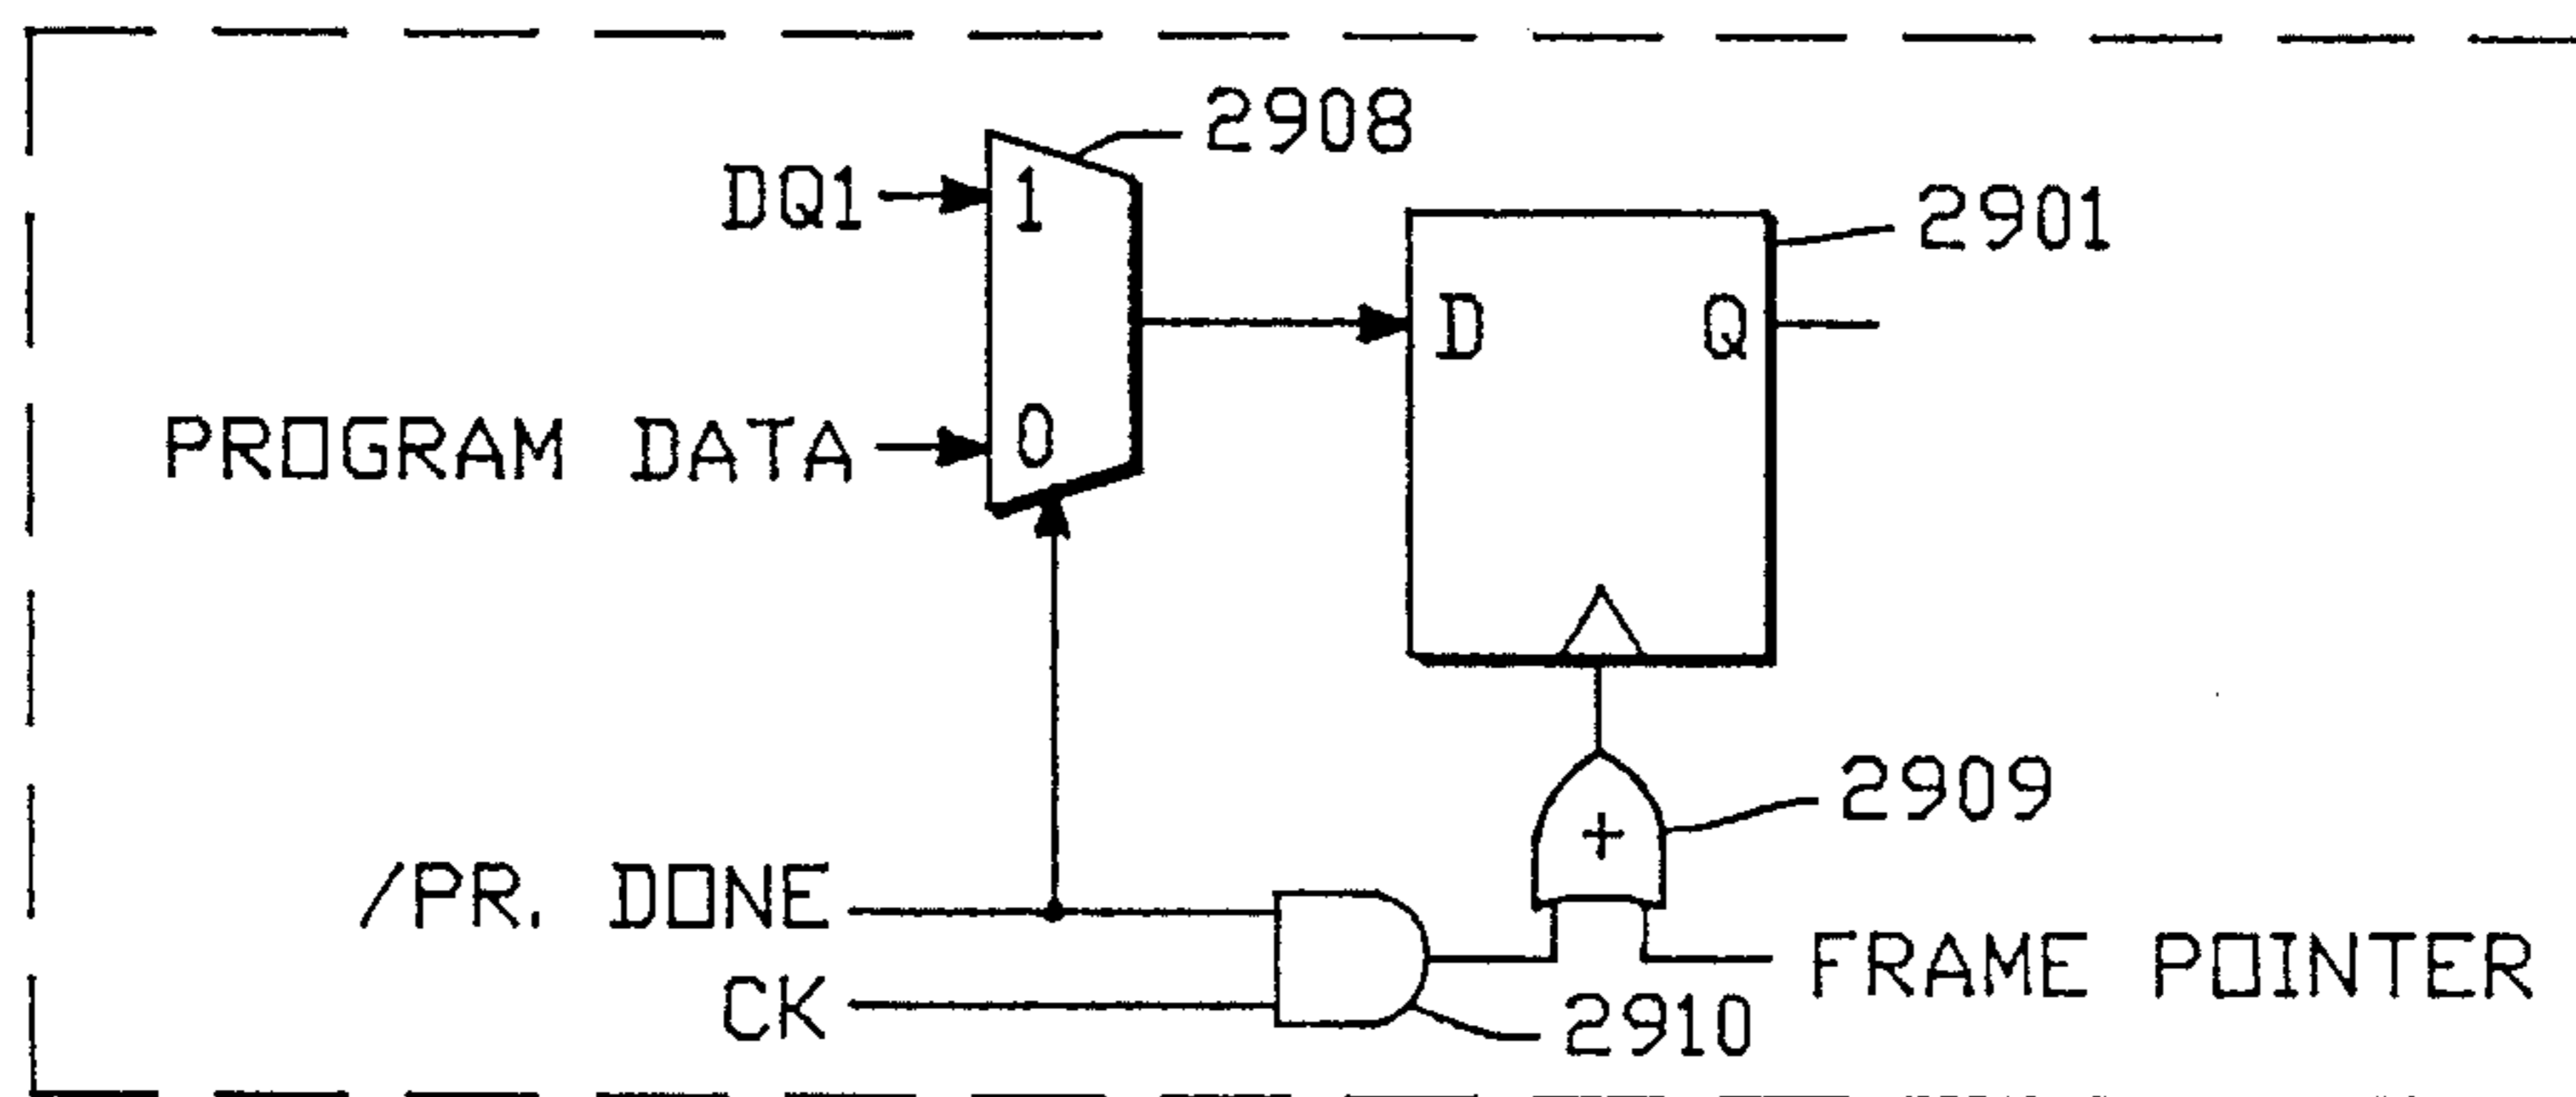 2908
DQ1
1
2901
D
Q
PROGRAM DATA
0
2909
+
/PR. DONE
FRAME POINTER
CK
2910